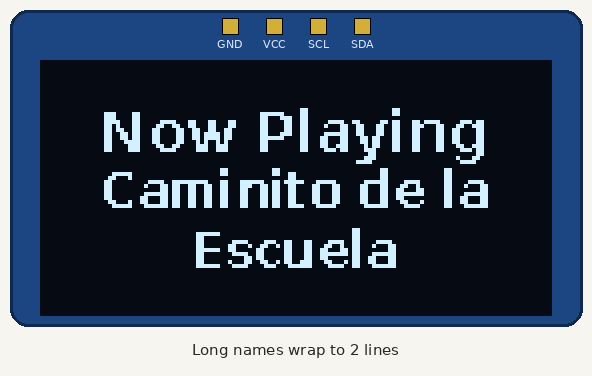 GND VCC SCL SDA
Now Playing
Caminito de la
Escuela
Long names wrap to 2 lines